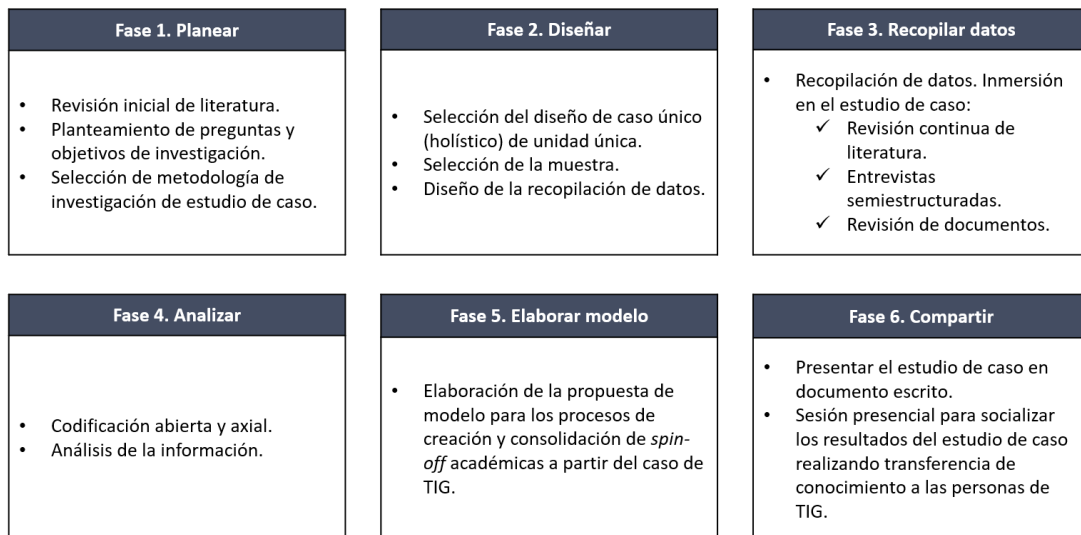 Fase 1. Planear
• Revisión inicial de literatura.
• Planteamiento de preguntas y
objetivos de investigación.
• Selección de metodología de
investigación de estudio de caso.
Fase 2. Diseñar
• Selección del diseño de caso único
(holístico) de unidad única.
• Selección de la muestra.
• Diseño de la recopilación de datos.
Fase 3. Recopilar datos
• Recopilación de datos. Inmersión
en el estudio de caso:
✓ Revisión continua de
literatura.
✓ Entrevistas
semiestructuradas.
✓ Revisión de documentos.
Fase 4. Analizar
• Codificación abierta y axial.
• Análisis de la información.
Fase 5. Elaborar modelo
• Elaboración de la propuesta de
modelo para los procesos de
creación y consolidación de spin-
off académicas a partir del caso de
TIG.
Fase 6. Compartir
• Presentar el estudio de caso en
documento escrito.
• Sesión presencial para socializar
los resultados del estudio de caso
realizando transferencia de
conocimiento a las personas de
TIG.